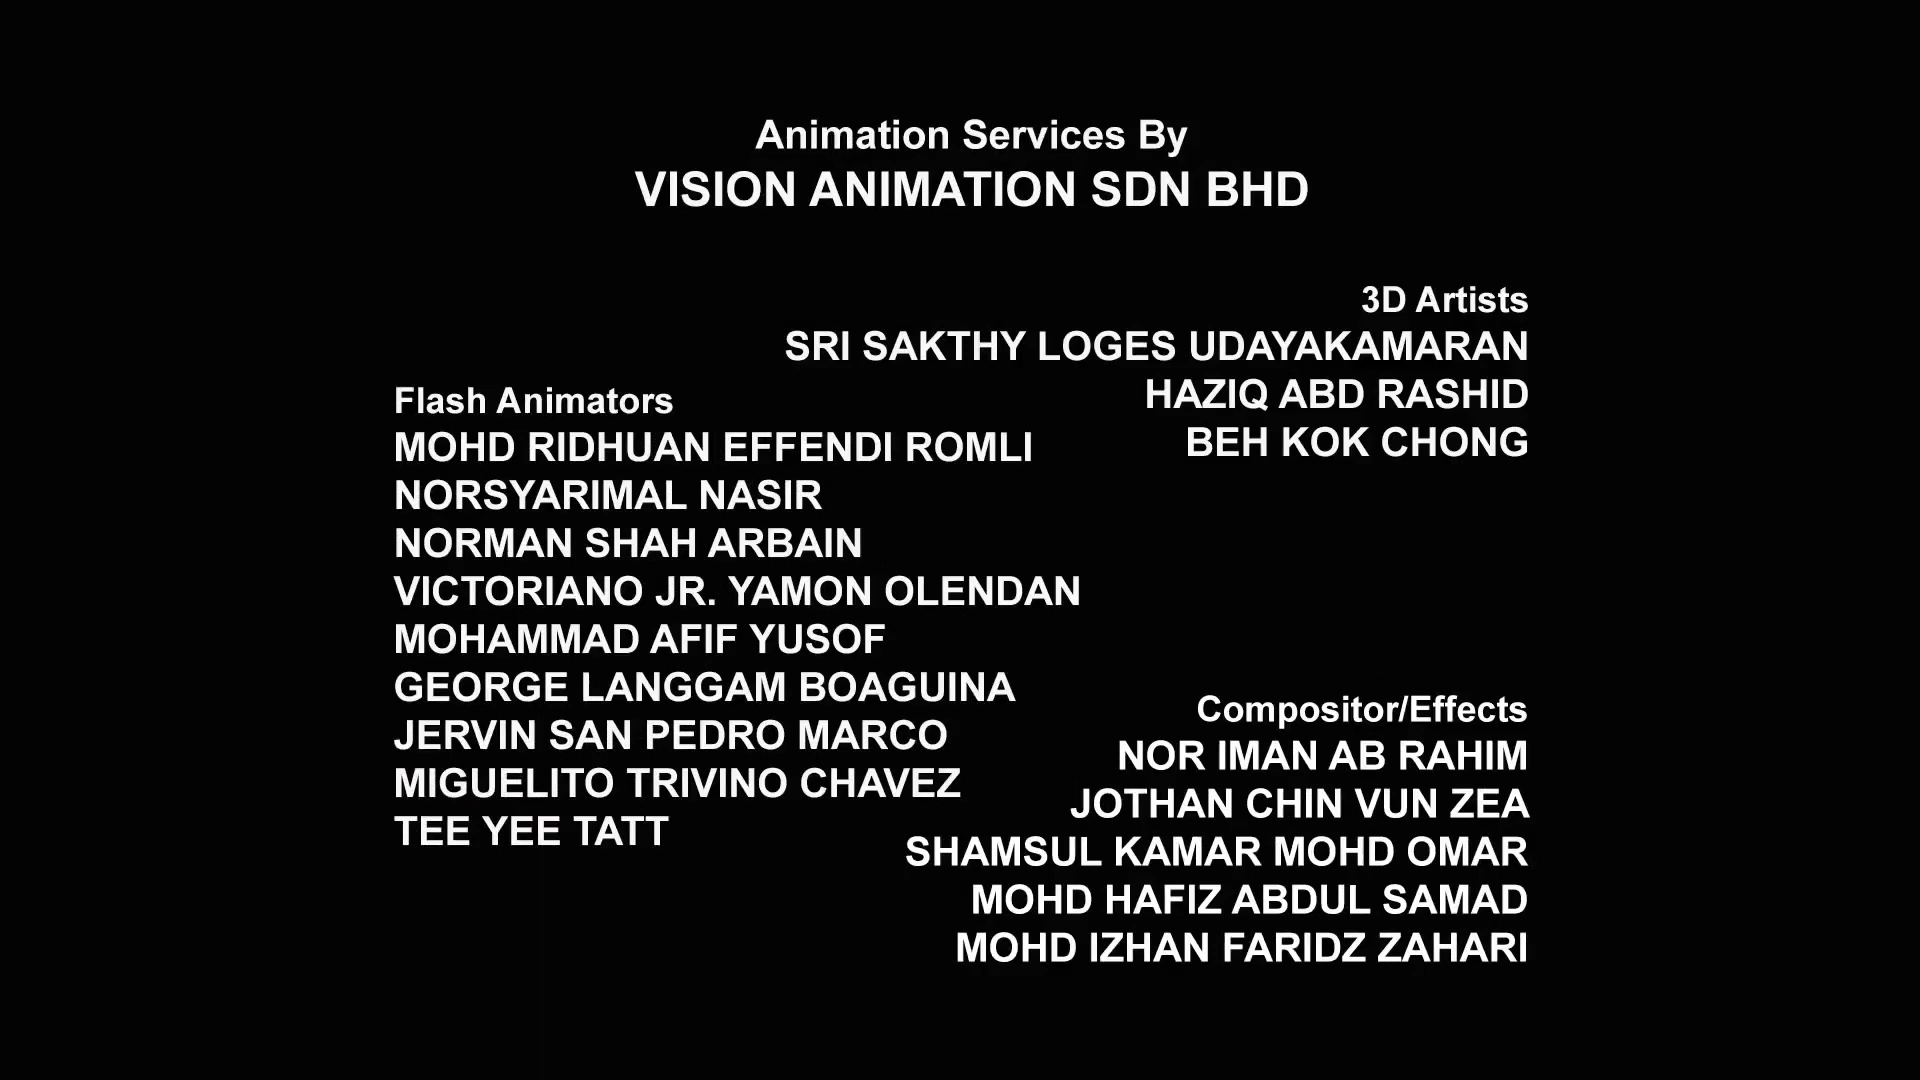 Animation Services By
VISION ANIMATION SDN BHD
Flash Animators
MOHD RIDHUAN EFFENDI ROMLI
NORSYARIMAL NASIR
NORMAN SHAH ARBAIN
VICTORIANO JR. YAMON OLENDAN
MOHAMMAD AFIF YUSOF
GEORGE LANGGAM BOAGUINA
JERVIN SAN PEDRO MARCO
MIGUELITO TRIVINO CHAVEZ
TEE YEE TATT
3D Artists
SRI SAKTHY LOGES UDAYAKAMARAN
HAZIQ ABD RASHID
BEH KOK CHONG
Compositor/Effects
NOR IMAN AB RAHIM
JOTHAN CHIN VUN ZEA
SHAMSUL KAMAR MOHD OMAR
MOHD HAFIZ ABDUL SAMAD
MOHD IZHAN FARIDZ ZAHARI